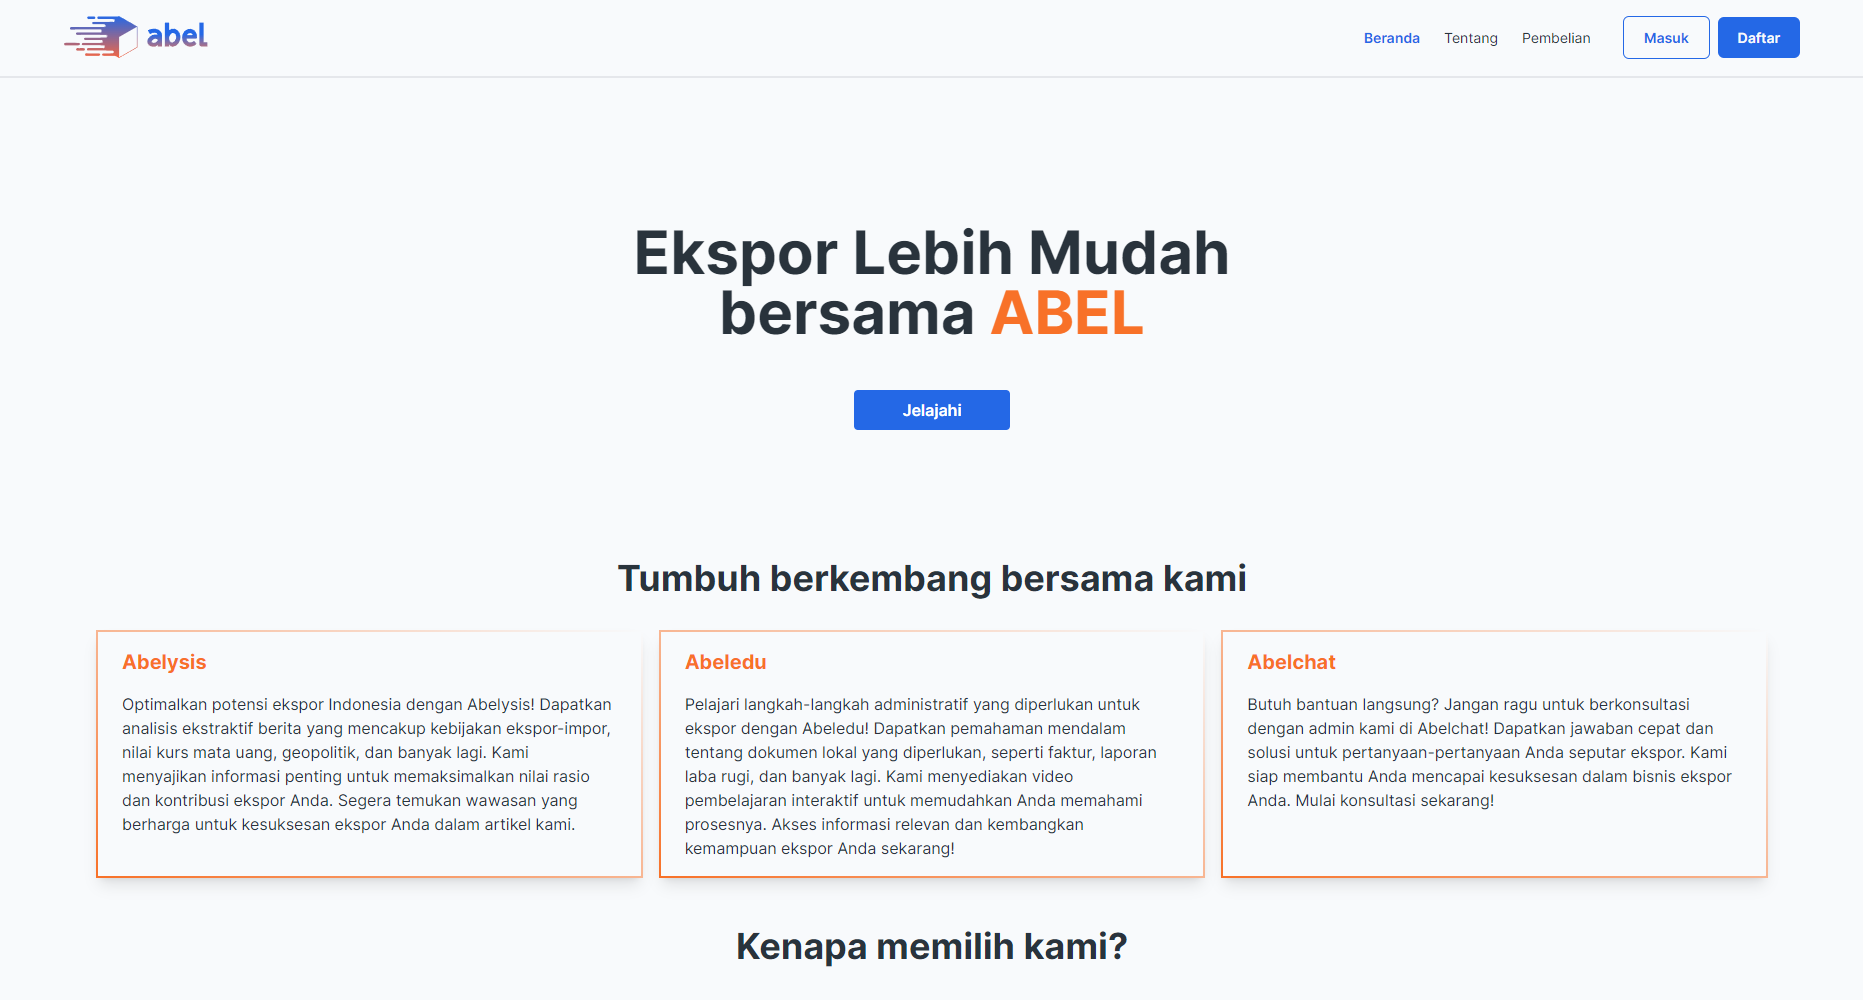 abel
Beranda Tentang Pembelian Masuk Daftar
Ekspor Lebih Mudah
bersama ABEL
Jelajahi
Tumbuh berkembang bersama kami
Abelysis
Optimalkan potensi ekspor Indonesia dengan Abelysis! Dapatkan
analisis ekstraktif berita yang mencakup kebijakan ekspor-impor,
nilai kurs mata uang, geopolitik, dan banyak lagi. Kami
menyajikan informasi penting untuk memaksimalkan nilai rasio
dan kontribusi ekspor Anda. Segera temukan wawasan yang
berharga untuk kesuksesan ekspor Anda dalam artikel kami.
Abeledu
Pelajari langkah-langkah administratif yang diperlukan untuk
ekspor dengan Abeledu! Dapatkan pemahaman mendalam
tentang dokumen lokal yang diperlukan, seperti faktur, laporan
laba rugi, dan banyak lagi. Kami menyediakan video
pembelajaran interaktif untuk memudahkan Anda memahami
prosesnya. Akses informasi relevan dan kembangkan
kemampuan ekspor Anda sekarang!
Abelchat
Butuh bantuan langsung? Jangan ragu untuk berkonsultasi
dengan admin kami di Abelchat! Dapatkan jawaban cepat dan
solusi untuk pertanyaan-pertanyaan Anda seputar ekspor. Kami
siap membantu Anda mencapai kesuksesan dalam bisnis ekspor
Anda. Mulai konsultasi sekarang!
Kenapa memilih kami?